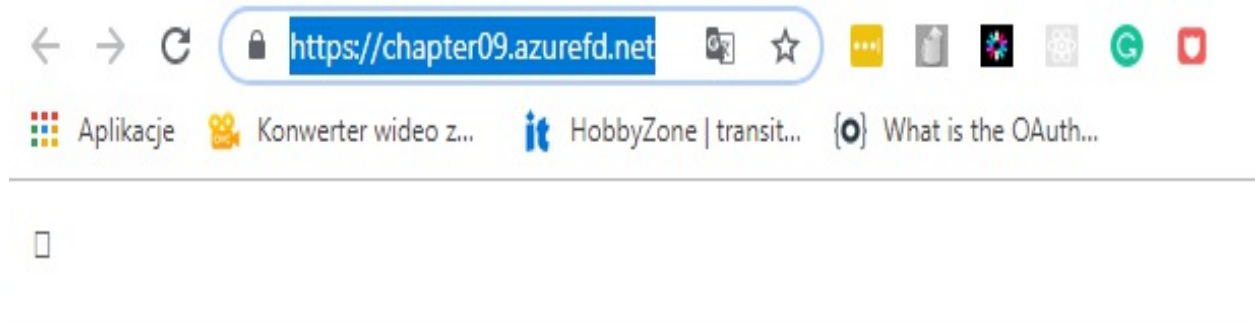 https://chapter09.azurefd.net
Aplikacje Konwerter wideo z... HobbyZone | transit... What is the OAuth...